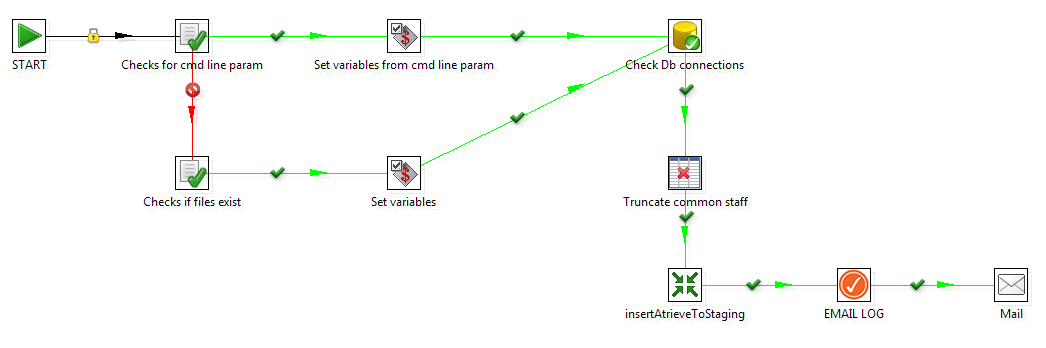 START
Checks for cmd line param
Set variables from cmd line param
Check Db connections
Checks if files exist
Set variables
Truncate common staff
insertAtrieveToStaging
EMAIL LOG
Mail